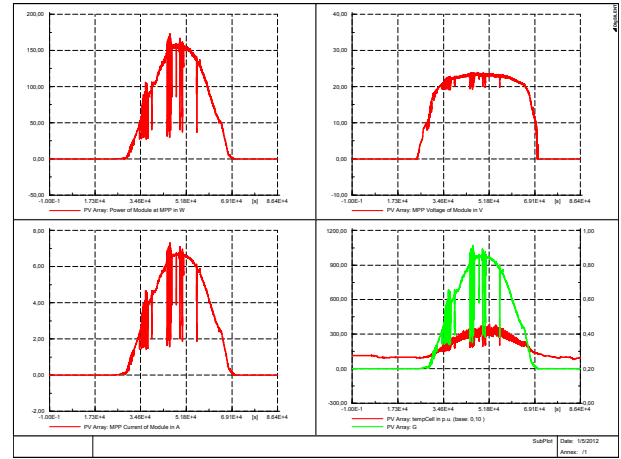 200,00
150,00
100,00
50,00
0,00
-50,00
-1.00E-1 1.73E+4 3.46E+4 5.18E+4 6.91E+4 [s] 8.64E+4
PV Array: Power of Module at MPP in W
40,00
30,00
20,00
10,00
0,00
-10,00
-1.00E-1 1.73E+4 3.46E+4 5.18E+4 6.91E+4 [s] 8.64E+4
PV Array: MPP Voltage of Module in V
DIgSILENT
8,00
6,00
4,00
2,00
0,00
-2,00
-1.00E-1 1.73E+4 3.46E+4 5.18E+4 6.91E+4 [s] 8.64E+4
PV Array: MPP Current of Module in A
1200,00
900,00
600,00
300,00
0,00
-300,00
1,00
0,80
0,60
0,40
0,20
0,00
-1.00E-1 1.73E+4 3.46E+4 5.18E+4 6.91E+4 [s] 8.64E+4
PV Array: tempCell in p.u. (base: 0,10 )
PV Array: G
SubPlot
Date: 1/5/2012
Annex: /1